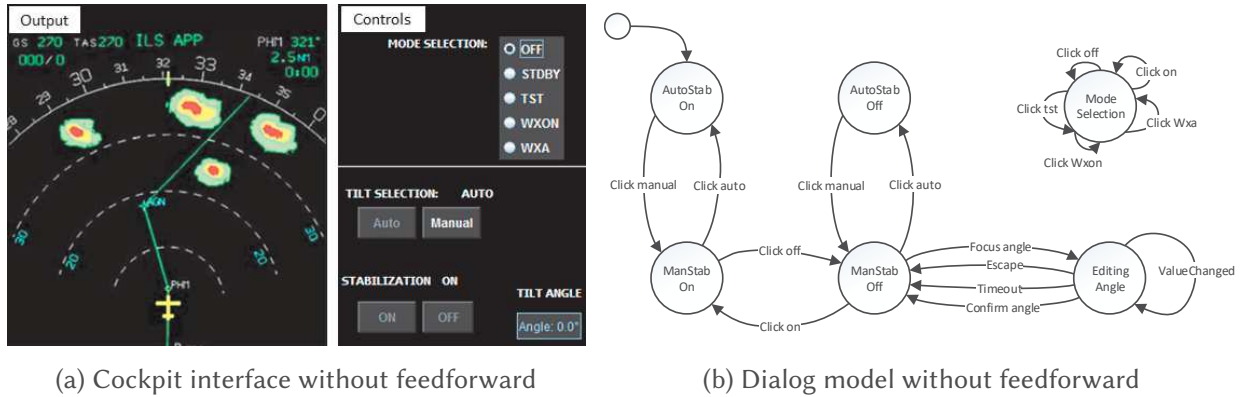 Output
GS 270 TAS270 ILS APP PHM 321°
000/0 2.5NM
0:00
28 29 30 31 32 33 34 35 0
30 20 20 30
AGN
PHM
Controls
MODE SELECTION:
OFF
STDBY
TST
WXON
WXA
TILT SELECTION: AUTO
Auto Manual
STABILIZATION ON
ON OFF
TILT ANGLE
Angle: 0.0°
(a) Cockpit interface without feedforward
AutoStab
On
AutoStab
Off
Click off
Click on
Mode
Selection
Click tst
Click Wxa
Click Wxon
Click manual
Click auto
Click manual
Click auto
ManStab
On
Click off
Click on
ManStab
Off
Focus angle
Escape
Timeout
Confirm angle
Editing
Angle
ValueChanged
(b) Dialog model without feedforward